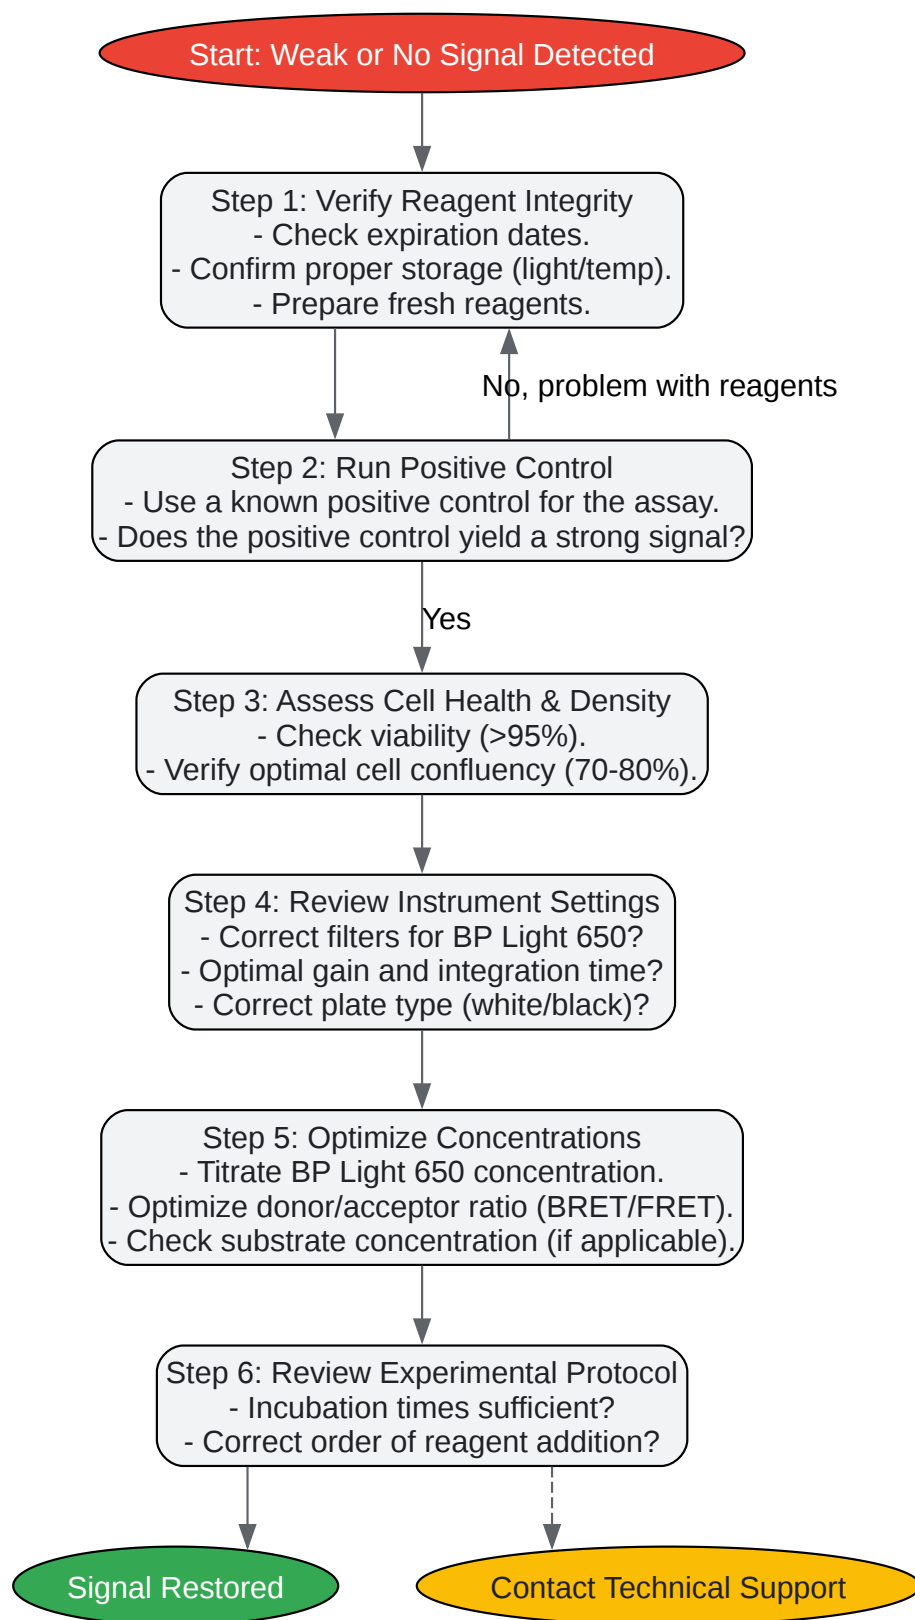 Start: Weak or No Signal Detected
Step 1: Verify Reagent Integrity
- Check expiration dates.
- Confirm proper storage (light/temp).
- Prepare fresh reagents.
No, problem with reagents
Step 2: Run Positive Control
- Use a known positive control for the assay.
- Does the positive control yield a strong signal?
Yes
Step 3: Assess Cell Health & Density
- Check viability (>95%).
- Verify optimal cell confluency (70-80%).
Step 4: Review Instrument Settings
- Correct filters for BP Light 650?
- Optimal gain and integration time?
- Correct plate type (white/black)?
Step 5: Optimize Concentrations
- Titrate BP Light 650 concentration.
- Optimize donor/acceptor ratio (BRET/FRET).
- Check substrate concentration (if applicable).
Step 6: Review Experimental Protocol
- Incubation times sufficient?
- Correct order of reagent addition?
Signal Restored
Contact Technical Support